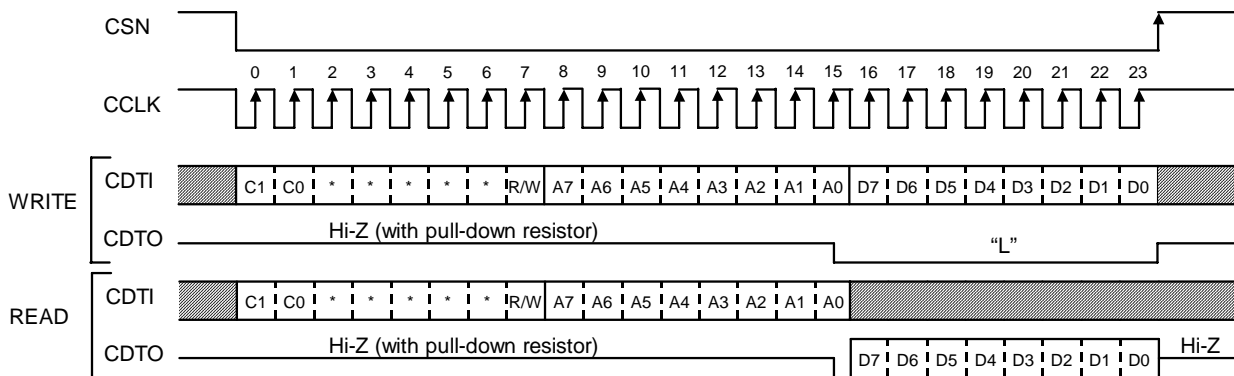 CSN
0 1 2 3 4 5 6 7 8 9 10 11 12 13 14 15 16 17 18 19 20 21 22 23
CCLK
WRITE
CDTI C1 C0 * * * * * R/W A7 A6 A5 A4 A3 A2 A1 A0 D7 D6 D5 D4 D3 D2 D1 D0
CDTO Hi-Z (with pull-down resistor) “L”
READ
CDTI C1 C0 * * * * * R/W A7 A6 A5 A4 A3 A2 A1 A0
CDTO Hi-Z (with pull-down resistor) D7 D6 D5 D4 D3 D2 D1 D0 Hi-Z